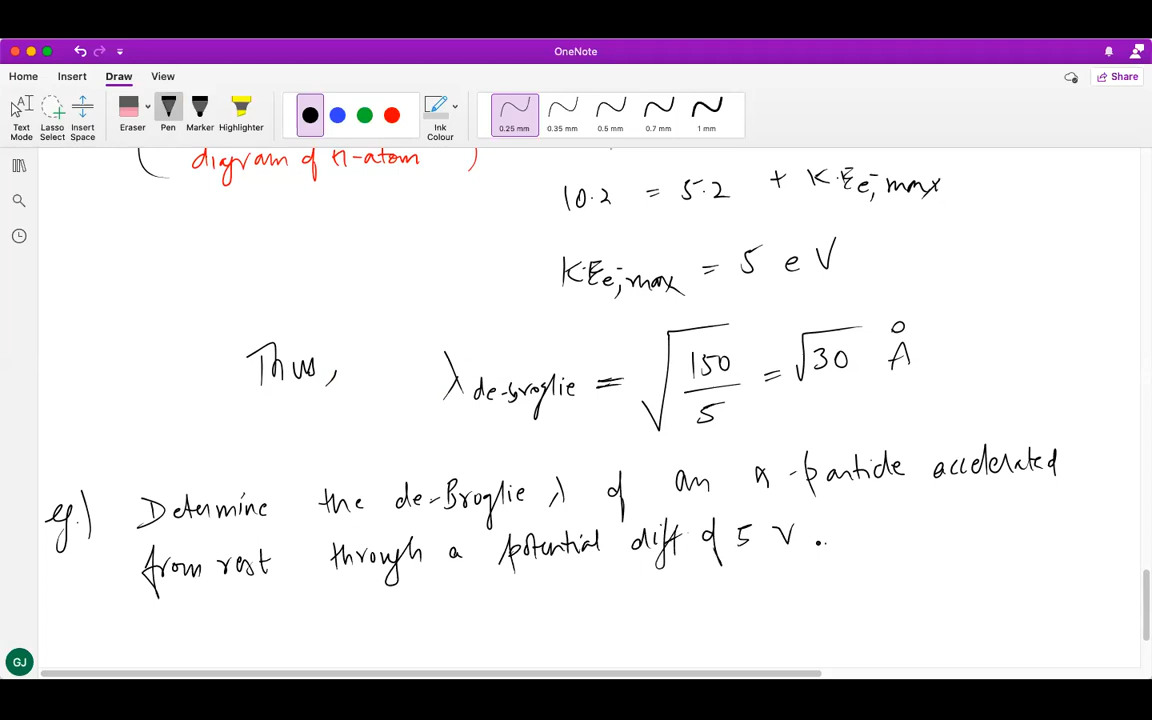 OneNote
Home Insert Draw View
Share
Text Mode Lasso Select Insert Space Eraser Pen Marker Highlighter Ink Colour 0.25 mm 0.35 mm 0.5 mm 0.7 mm 1 mm
diagram of H-atom )
10.2 = 5.2 + K.E e⁻, max
K.E e⁻, max = 5 eV
Thus, λ de-broglie = √(150/5) = √30 Å
eg.) Determine the de-Broglie λ of an α-particle accelerated
from rest through a potential diff of 5 V.
GJ